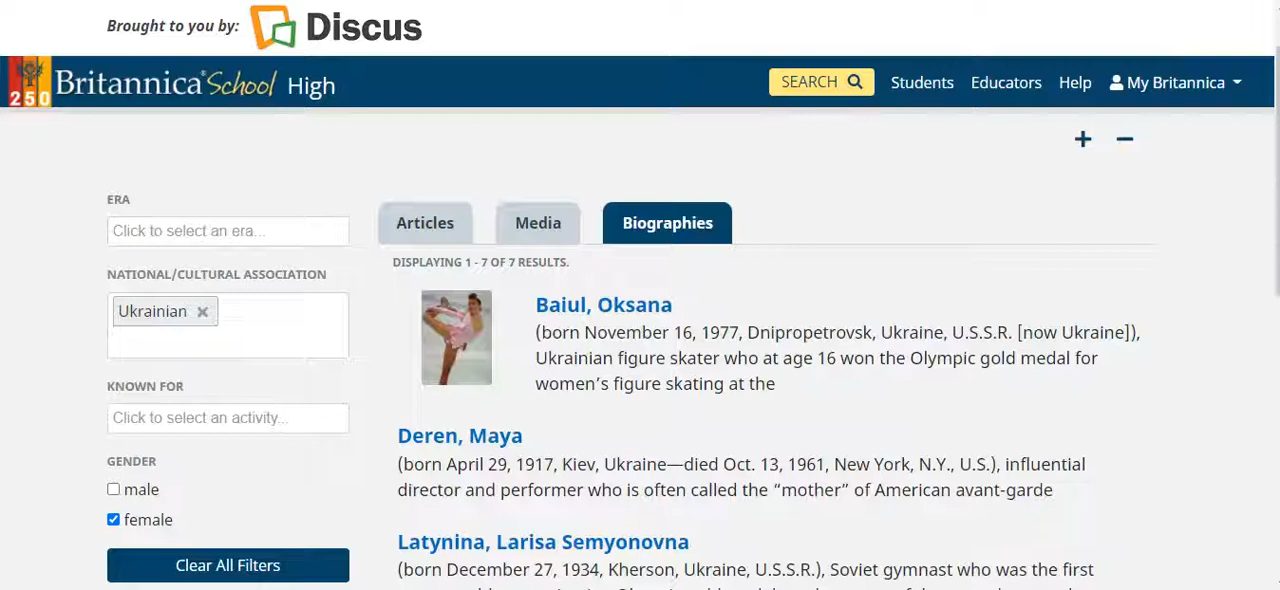 Brought to you by: Discus
250 Britannica® School High SEARCH Students Educators Help My Britannica
+ −
ERA
Click to select an era...
NATIONAL/CULTURAL ASSOCIATION
Ukrainian ×
KNOWN FOR
Click to select an activity...
GENDER
male
female
Clear All Filters
Articles Media Biographies
DISPLAYING 1 - 7 OF 7 RESULTS.
Baiul, Oksana
(born November 16, 1977, Dnipropetrovsk, Ukraine, U.S.S.R. [now Ukraine]),
Ukrainian figure skater who at age 16 won the Olympic gold medal for
women’s figure skating at the
Deren, Maya
(born April 29, 1917, Kiev, Ukraine—died Oct. 13, 1961, New York, N.Y., U.S.), influential
director and performer who is often called the “mother” of American avant-garde
Latynina, Larisa Semyonovna
(born December 27, 1934, Kherson, Ukraine, U.S.S.R.), Soviet gymnast who was the first